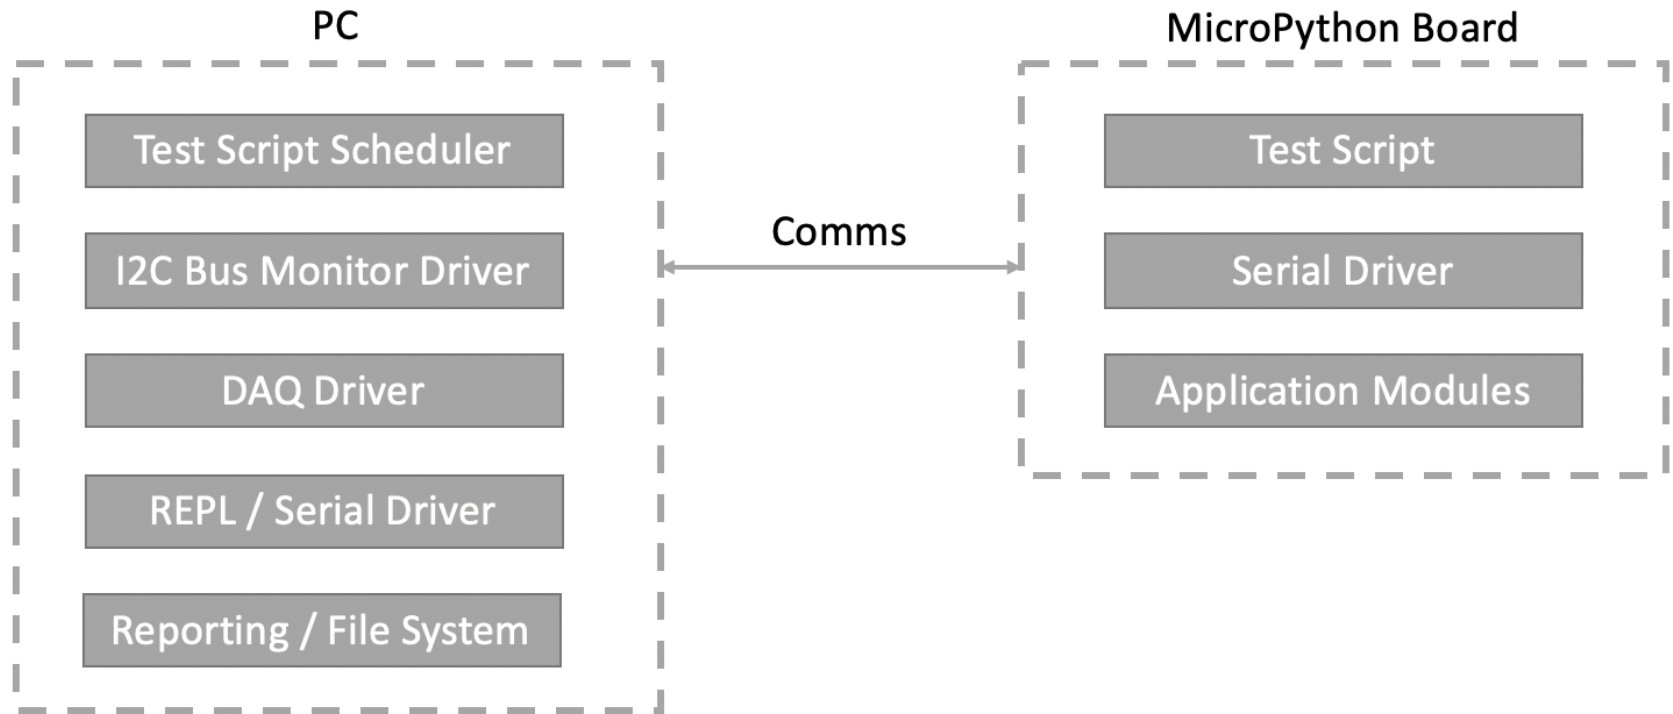 PC
Test Script Scheduler
I2C Bus Monitor Driver
DAQ Driver
REPL / Serial Driver
Reporting / File System
Comms
MicroPython Board
Test Script
Serial Driver
Application Modules